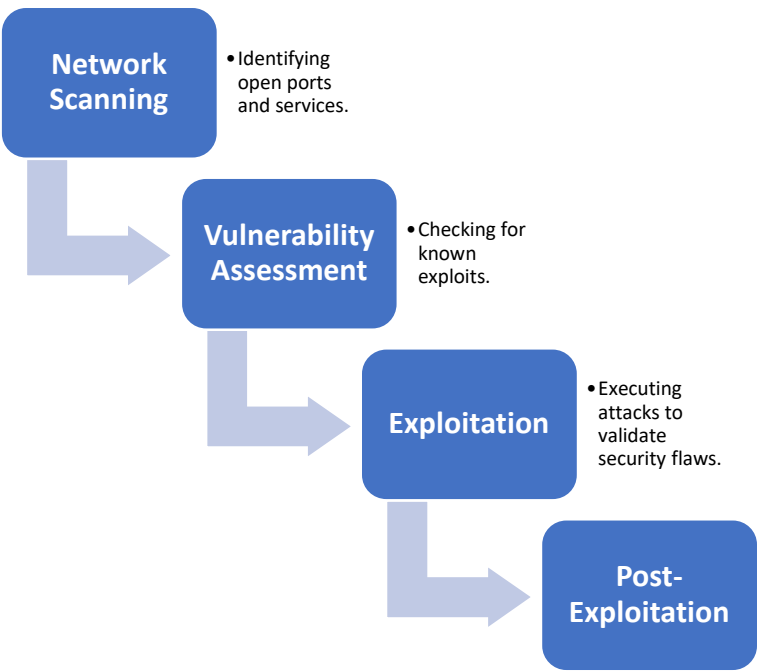 Network
Scanning
•Identifying
open ports
and services.
Vulnerability
Assessment
•Checking for
known
exploits.
Exploitation
•Executing
attacks to
validate
security flaws.
Post-
Exploitation